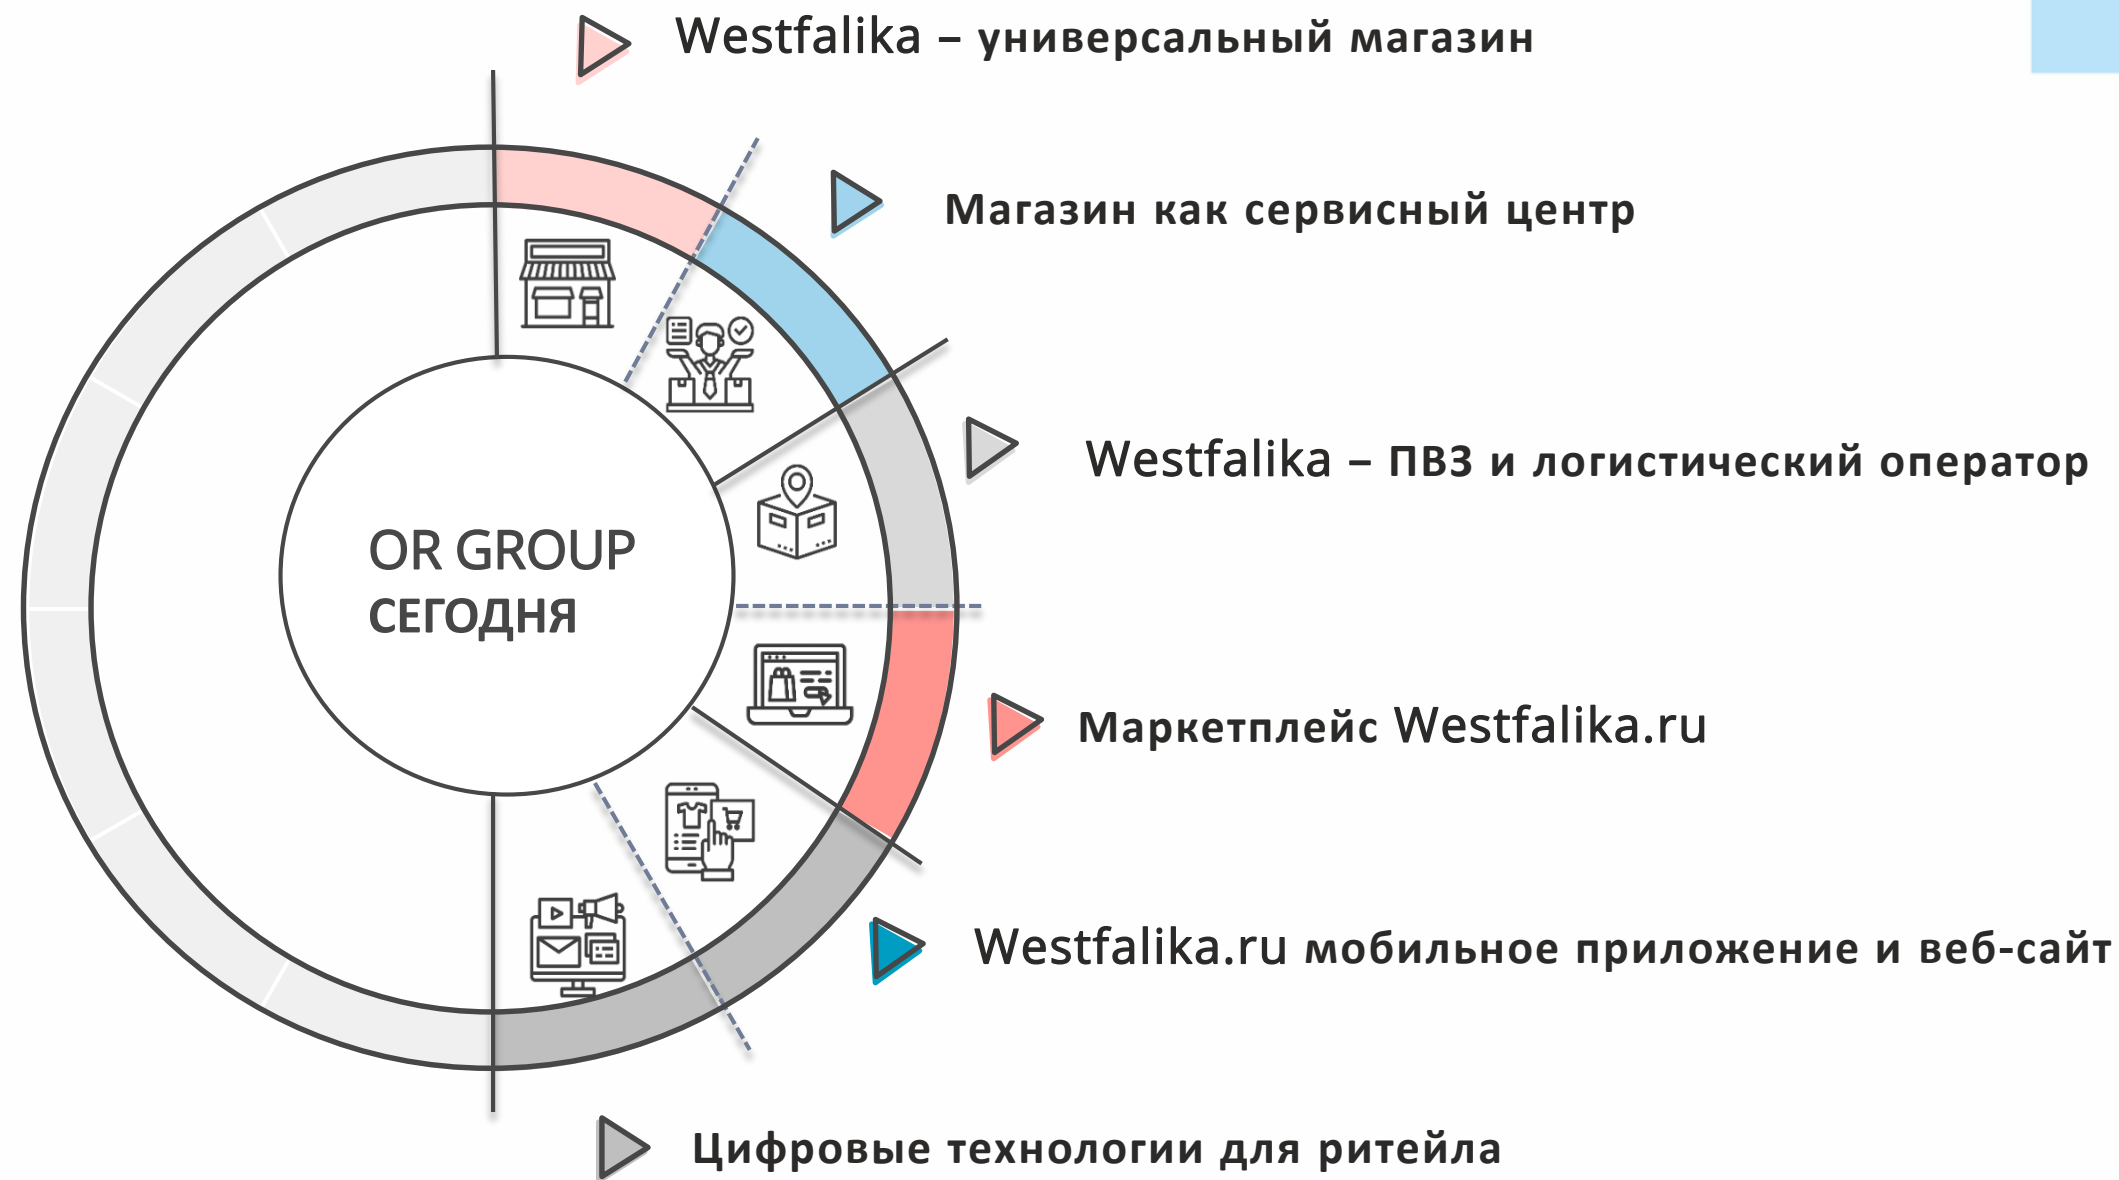 Westfalika – универсальный магазин
Магазин как сервисный центр
Westfalika – ПВЗ и логистический оператор
OR GROUP
СЕГОДНЯ
Маркетплейс Westfalika.ru
Westfalika.ru мобильное приложение и веб-сайт
Цифровые технологии для ритейла